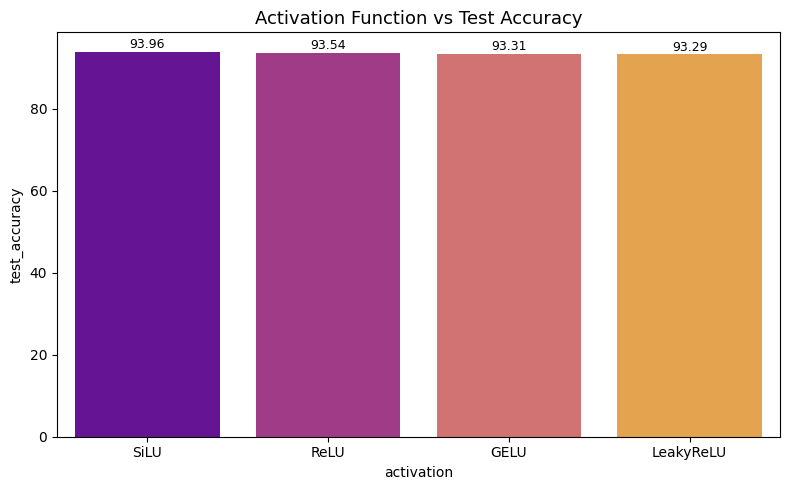 Activation Function vs Test Accuracy
93.96
93.54
93.31
93.29
test_accuracy
80
60
40
20
0
SiLU
ReLU
GELU
LeakyReLU
activation